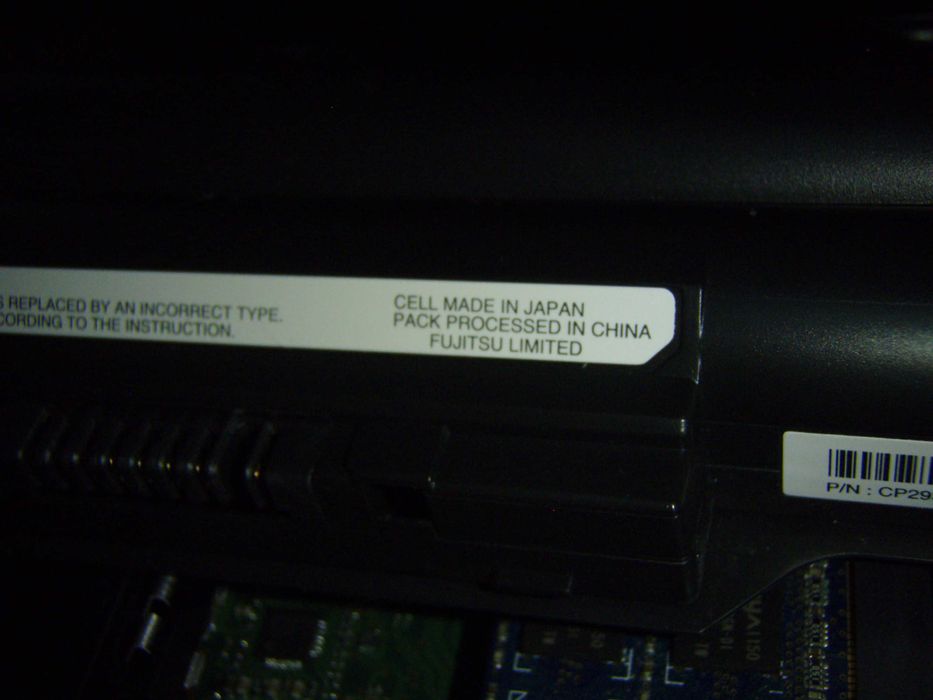 S REPLACED BY AN INCORRECT TYPE.
CORDING TO THE INSTRUCTION.
CELL MADE IN JAPAN
PACK PROCESSED IN CHINA
FUJITSU LIMITED
P/N : CP29